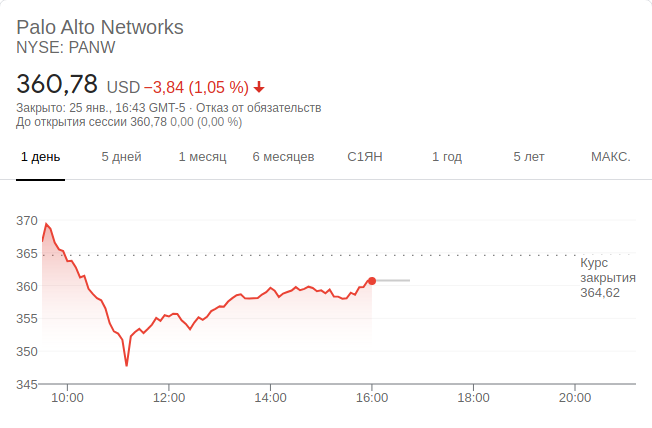 Palo Alto Networks
NYSE: PANW
360,78 USD −3,84 (1,05 %)
Закрыто: 25 янв., 16:43 GMT-5 · Отказ от обязательств
До открытия сессии 360,78 0,00 (0,00 %)
1 день 5 дней 1 месяц 6 месяцев С1ЯН 1 год 5 лет МАКС.
370
365
Курс
закрытия
364,62
360
355
350
345
10:00 12:00 14:00 16:00 18:00 20:00